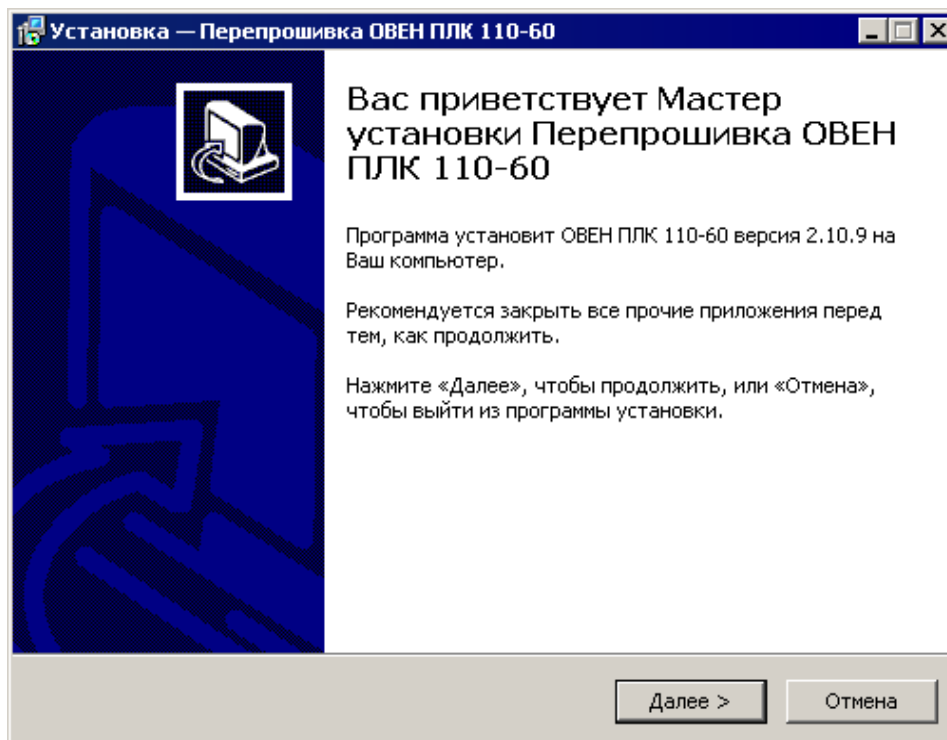 Установка — Перепрошивка ОВЕН ПЛК 110-60
Вас приветствует Мастер
установки Перепрошивка ОВЕН
ПЛК 110-60
Программа установит ОВЕН ПЛК 110-60 версия 2.10.9 на
Ваш компьютер.
Рекомендуется закрыть все прочие приложения перед
тем, как продолжить.
Нажмите «Далее», чтобы продолжить, или «Отмена»,
чтобы выйти из программы установки.
Далее >
Отмена